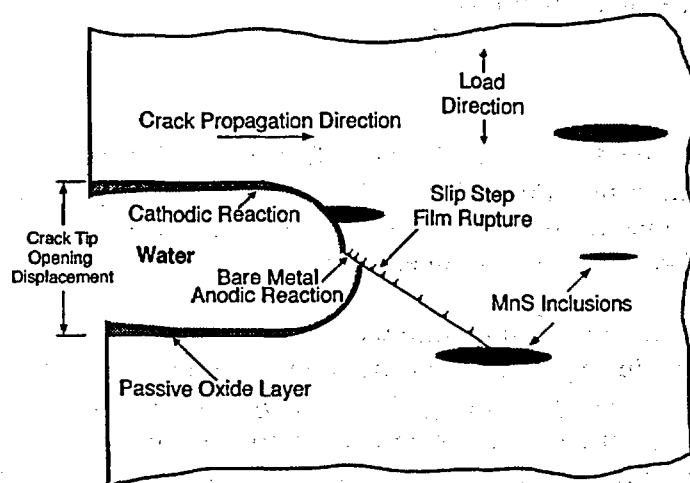 Load
Direction
Crack Propagation Direction
Cathodic Reaction
Slip Step
Film Rupture
Crack Tip
Opening
Displacement
Water
Bare Metal
Anodic Reaction
MnS Inclusions
Passive Oxide Layer